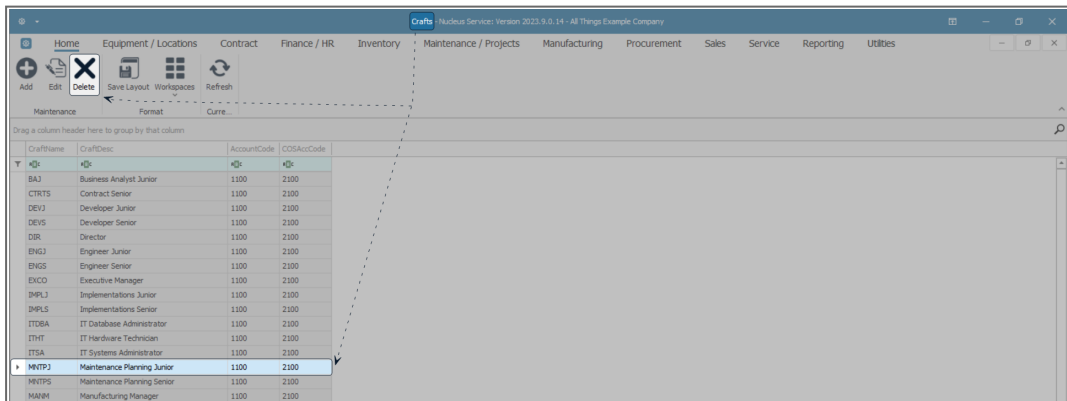 Crafts - Nucleus Service: Version 2023.9.0.14 - All Things Example Company
Home Equipment / Locations Contract Finance / HR Inventory Maintenance / Projects Manufacturing Procurement Sales Service Reporting Utilities
Add Edit Delete Save Layout Workspaces Refresh
Maintenance Format Curre...
Drag a column header here to group by that column
CraftName CraftDesc AccountCode COSAccCode
BAJ Business Analyst Junior 1100 2100
CTRTS Contract Senior 1100 2100
DEVJ Developer Junior 1100 2100
DEVS Developer Senior 1100 2100
DIR Director 1100 2100
ENGJ Engineer Junior 1100 2100
ENGS Engineer Senior 1100 2100
EXCO Executive Manager 1100 2100
IMPLJ Implementations Junior 1100 2100
IMPLS Implementations Senior 1100 2100
ITDBA IT Database Administrator 1100 2100
ITHT IT Hardware Technician 1100 2100
ITSA IT Systems Administrator 1100 2100
MNTPJ Maintenance Planning Junior 1100 2100
MNTPS Maintenance Planning Senior 1100 2100
MANM Manufacturing Manager 1100 2100